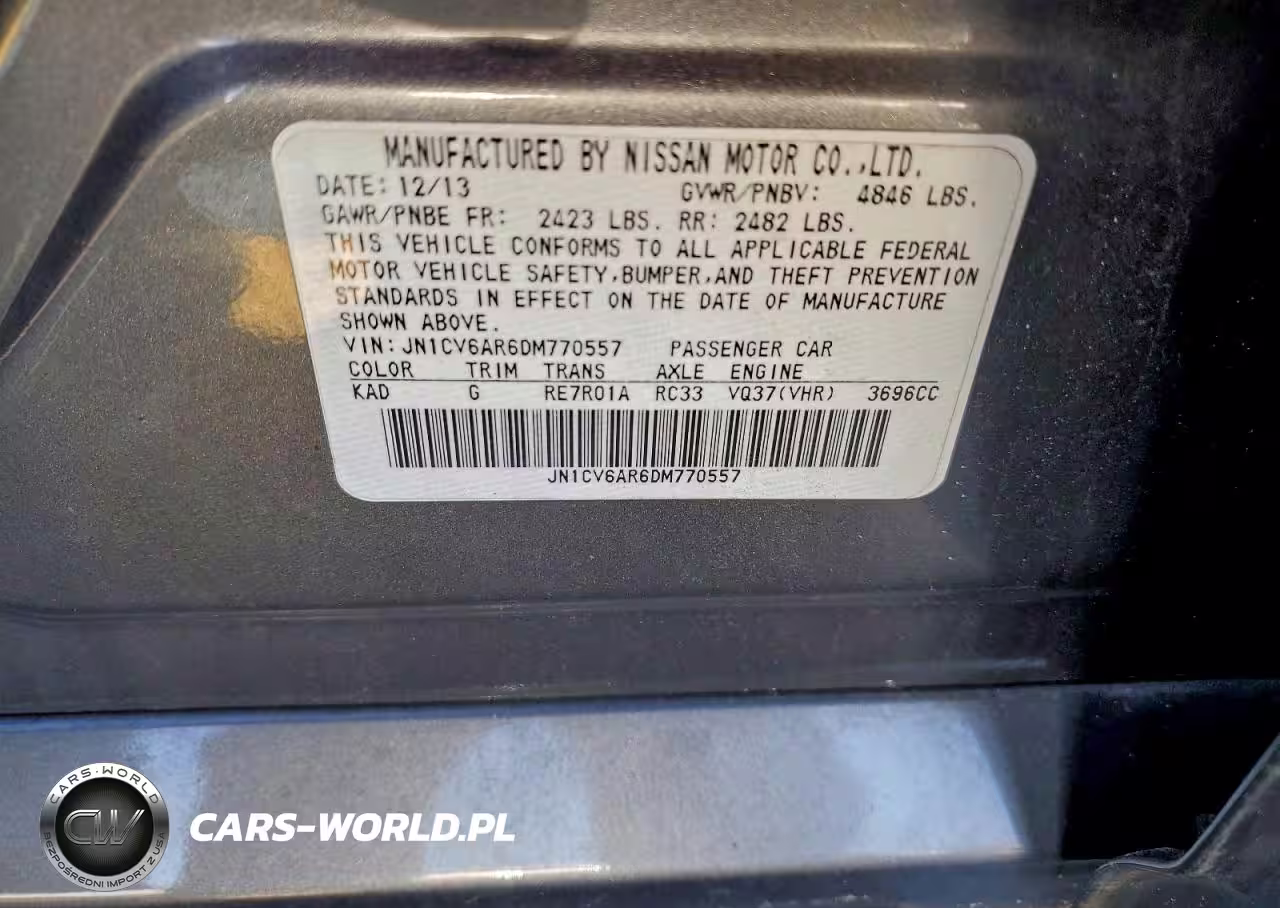 MANUFACTURED BY NISSAN MOTOR CO.,LTD.
DATE: 12/13 GVWR/PNBV: 4846 LBS.
GAWR/PNBE FR: 2423 LBS. RR: 2482 LBS.
THIS VEHICLE CONFORMS TO ALL APPLICABLE FEDERAL
MOTOR VEHICLE SAFETY,BUMPER,AND THEFT PREVENTION
STANDARDS IN EFFECT ON THE DATE OF MANUFACTURE
SHOWN ABOVE.
VIN: JN1CV6AR6DM770557 PASSENGER CAR
COLOR TRIM TRANS AXLE ENGINE
KAD G RE7R01A RC33 VQ37(VHR) 3696CC
JN1CV6AR6DM770557
CARS-WORLD
CW
BEZPOŚREDNI IMPORT Z USA
CARS-WORLD.PL